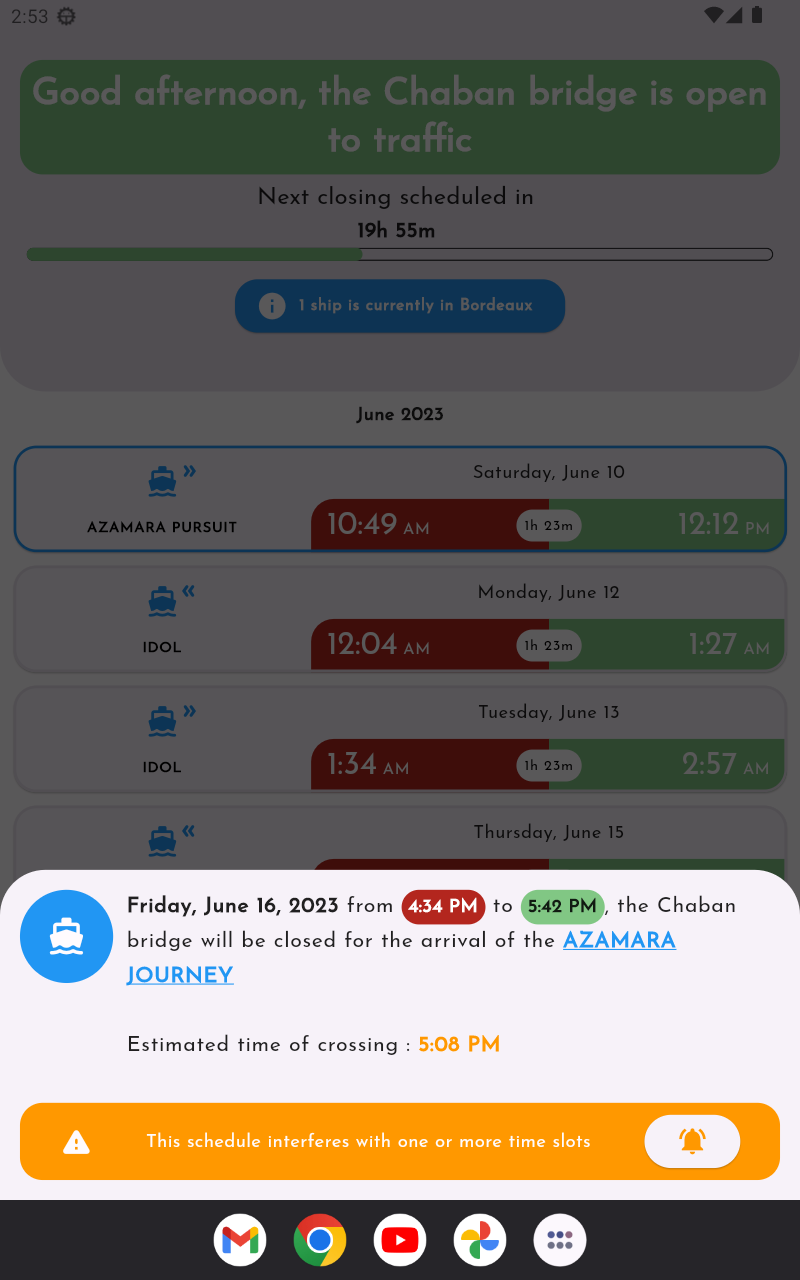 2:53
Good afternoon, the Chaban bridge is open
to traffic
Next closing scheduled in
19h 55m
1 ship is currently in Bordeaux
June 2023
Saturday, June 10
AZAMARA PURSUIT
10:49 AM 1h 23m 12:12 PM
Monday, June 12
IDOL
12:04 AM 1h 23m 1:27 AM
Tuesday, June 13
IDOL
1:34 AM 1h 23m 2:57 AM
Thursday, June 15
Friday, June 16, 2023 from 4:34 PM to 5:42 PM, the Chaban
bridge will be closed for the arrival of the AZAMARA
JOURNEY
Estimated time of crossing : 5:08 PM
This schedule interferes with one or more time slots